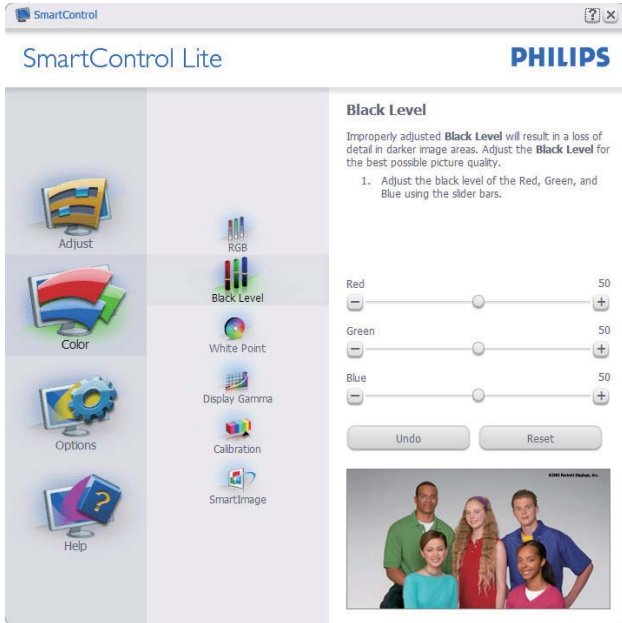 SmartControl
SmartControl Lite
PHILIPS
Adjust
Color
Options
Help
RGB
Black Level
White Point
Display Gamma
Calibration
SmartImage
Black Level
Improperly adjusted Black Level will result in a loss of
detail in darker image areas. Adjust the Black Level for
the best possible picture quality.
1. Adjust the black level of the Red, Green, and
Blue using the slider bars.
Red 50
Green 50
Blue 50
Undo Reset